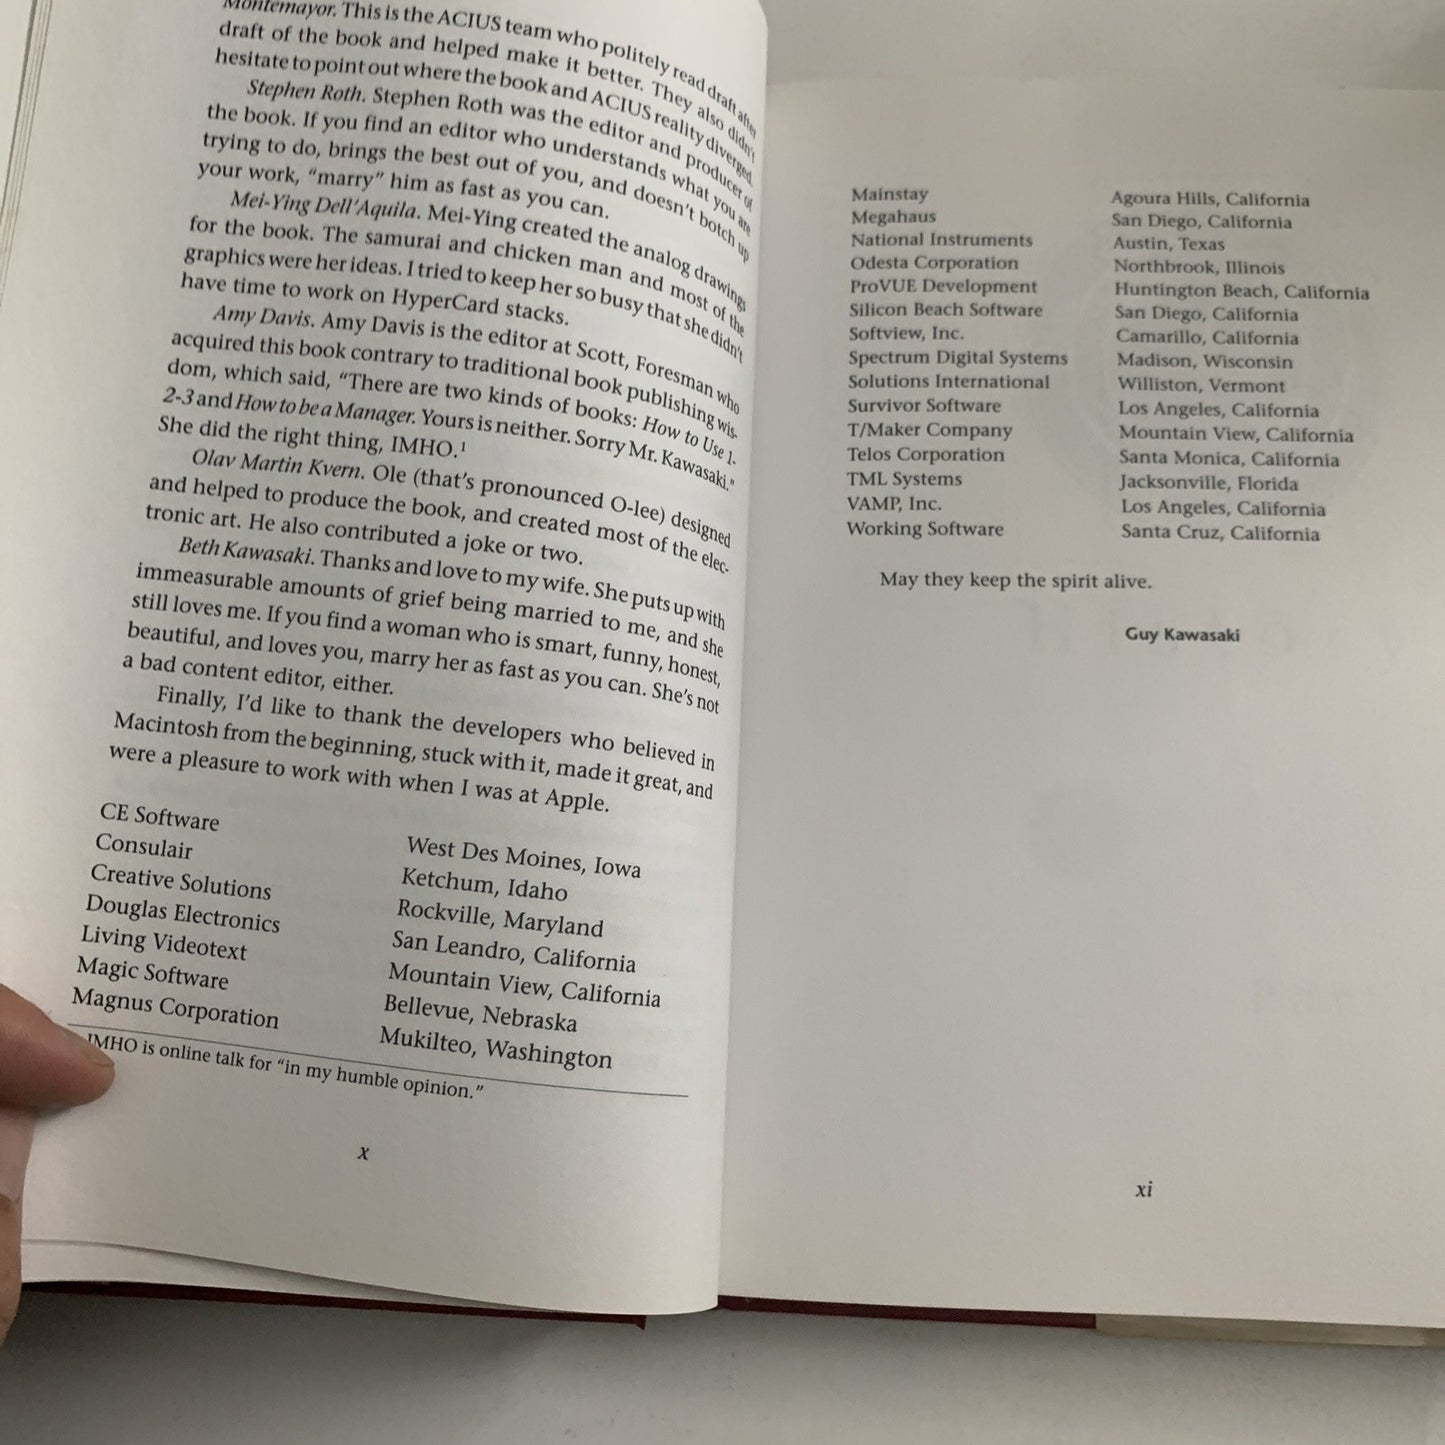 Montemayor. This is the ACIUS team who politely read draft after
draft of the book and helped make it better. They also didn't
hesitate to point out where the book and ACIUS reality diverged.
Stephen Roth. Stephen Roth was the editor and producer of
the book. If you find an editor who understands what you are
trying to do, brings the best out of you, and doesn't botch up
your work, “marry” him as fast as you can.
Mei-Ying Dell'Aquila. Mei-Ying created the analog drawings
for the book. The samurai and chicken man and most of the
graphics were her ideas. I tried to keep her so busy that she didn't
have time to work on HyperCard stacks.
Amy Davis. Amy Davis is the editor at Scott, Foresman who
acquired this book contrary to traditional book publishing wis-
dom, which said, “There are two kinds of books: How to Use 1-
2-3 and How to be a Manager. Yours is neither. Sorry Mr. Kawasaki.”
She did the right thing, IMHO.¹
Olav Martin Kvern. Ole (that's pronounced O-lee) designed
and helped to produce the book, and created most of the elec-
tronic art. He also contributed a joke or two.
Beth Kawasaki. Thanks and love to my wife. She puts up with
immeasurable amounts of grief being married to me, and she
still loves me. If you find a woman who is smart, funny, honest,
beautiful, and loves you, marry her as fast as you can. She's not
a bad content editor, either.
Finally, I'd like to thank the developers who believed in
Macintosh from the beginning, stuck with it, made it great, and
were a pleasure to work with when I was at Apple.
CE Software West Des Moines, Iowa
Consulair Ketchum, Idaho
Creative Solutions Rockville, Maryland
Douglas Electronics San Leandro, California
Living Videotext Mountain View, California
Magic Software Bellevue, Nebraska
Magnus Corporation Mukilteo, Washington
IMHO is online talk for “in my humble opinion.”
x
Mainstay Agoura Hills, California
Megahaus San Diego, California
National Instruments Austin, Texas
Odesta Corporation Northbrook, Illinois
ProVUE Development Huntington Beach, California
Silicon Beach Software San Diego, California
Softview, Inc. Camarillo, California
Spectrum Digital Systems Madison, Wisconsin
Solutions International Williston, Vermont
Survivor Software Los Angeles, California
T/Maker Company Mountain View, California
Telos Corporation Santa Monica, California
TML Systems Jacksonville, Florida
VAMP, Inc. Los Angeles, California
Working Software Santa Cruz, California
May they keep the spirit alive.
Guy Kawasaki
xi